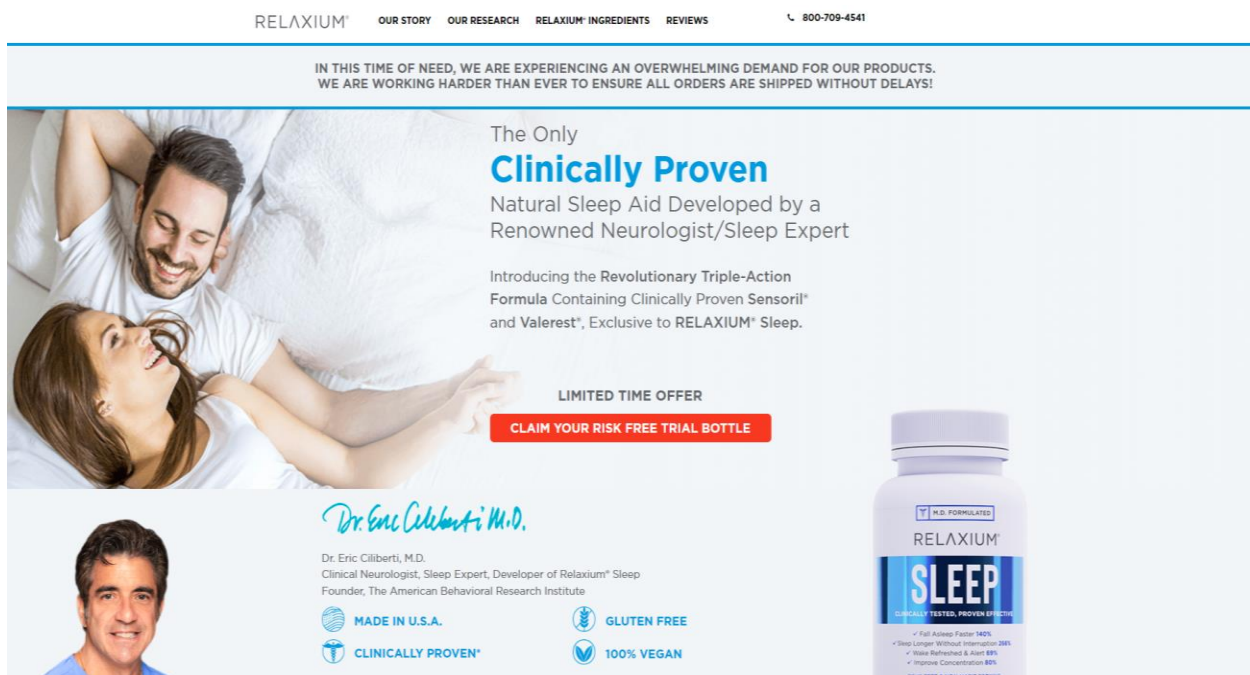 RELAXIUM®
OUR STORY OUR RESEARCH RELAXIUM® INGREDIENTS REVIEWS 800-709-4541
IN THIS TIME OF NEED, WE ARE EXPERIENCING AN OVERWHELMING DEMAND FOR OUR PRODUCTS.
WE ARE WORKING HARDER THAN EVER TO ENSURE ALL ORDERS ARE SHIPPED WITHOUT DELAYS!
The Only
Clinically Proven
Natural Sleep Aid Developed by a
Renowned Neurologist/Sleep Expert
Introducing the Revolutionary Triple-Action
Formula Containing Clinically Proven Sensoril®
and Valerest®, Exclusive to RELAXIUM® Sleep.
LIMITED TIME OFFER
CLAIM YOUR RISK FREE TRIAL BOTTLE
Dr. Eric Ciliberti M.D.
Dr. Eric Ciliberti, M.D.
Clinical Neurologist, Sleep Expert, Developer of Relaxium® Sleep
Founder, The American Behavioral Research Institute
MADE IN U.S.A.
GLUTEN FREE
CLINICALLY PROVEN*
100% VEGAN
M.D. FORMULATED
RELAXIUM®
SLEEP
CLINICALLY TESTED, PROVEN EFFECTIVE
✓ Fall Asleep Faster 140%
✓ Sleep Longer Without Interruption
✓ Wake Refreshed & Alert 69%
✓ Improve Concentration 80%